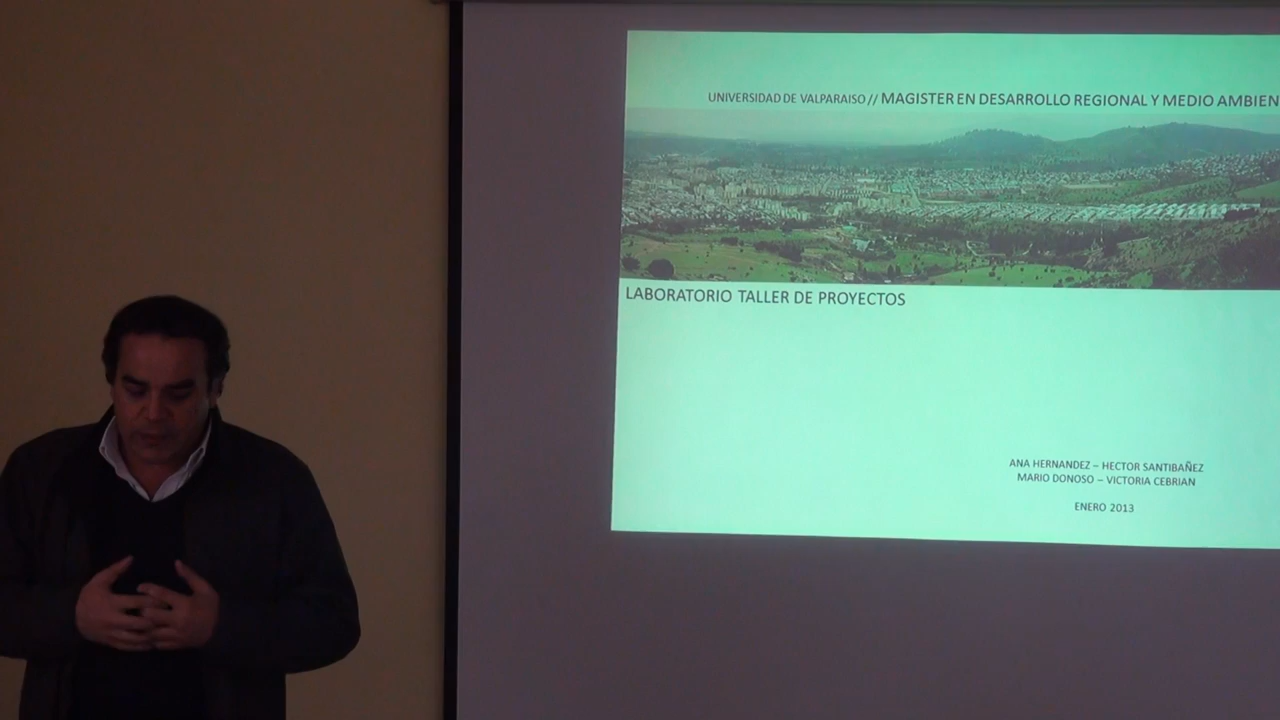 UNIVERSIDAD DE VALPARAISO// MAGISTER EN DESARROLLO REGIONAL Y MEDIO AMBIEN
LABORATORIO TALLER DE PROYECTOS
ANA HERNANDEZ – HECTOR SANTIBAÑEZ
MARIO DONOSO – VICTORIA CEBRIAN
ENERO 2013